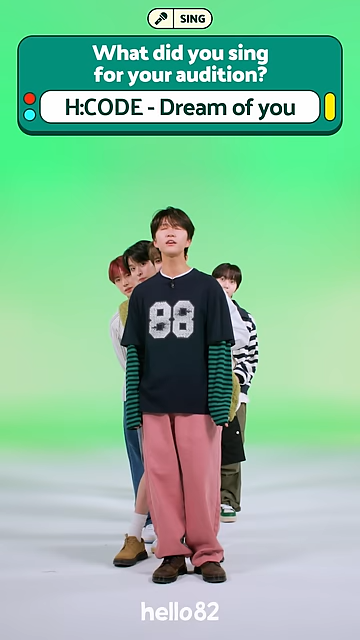 SING
What did you sing
for your audition?
H:CODE - Dream of you
88
hello82